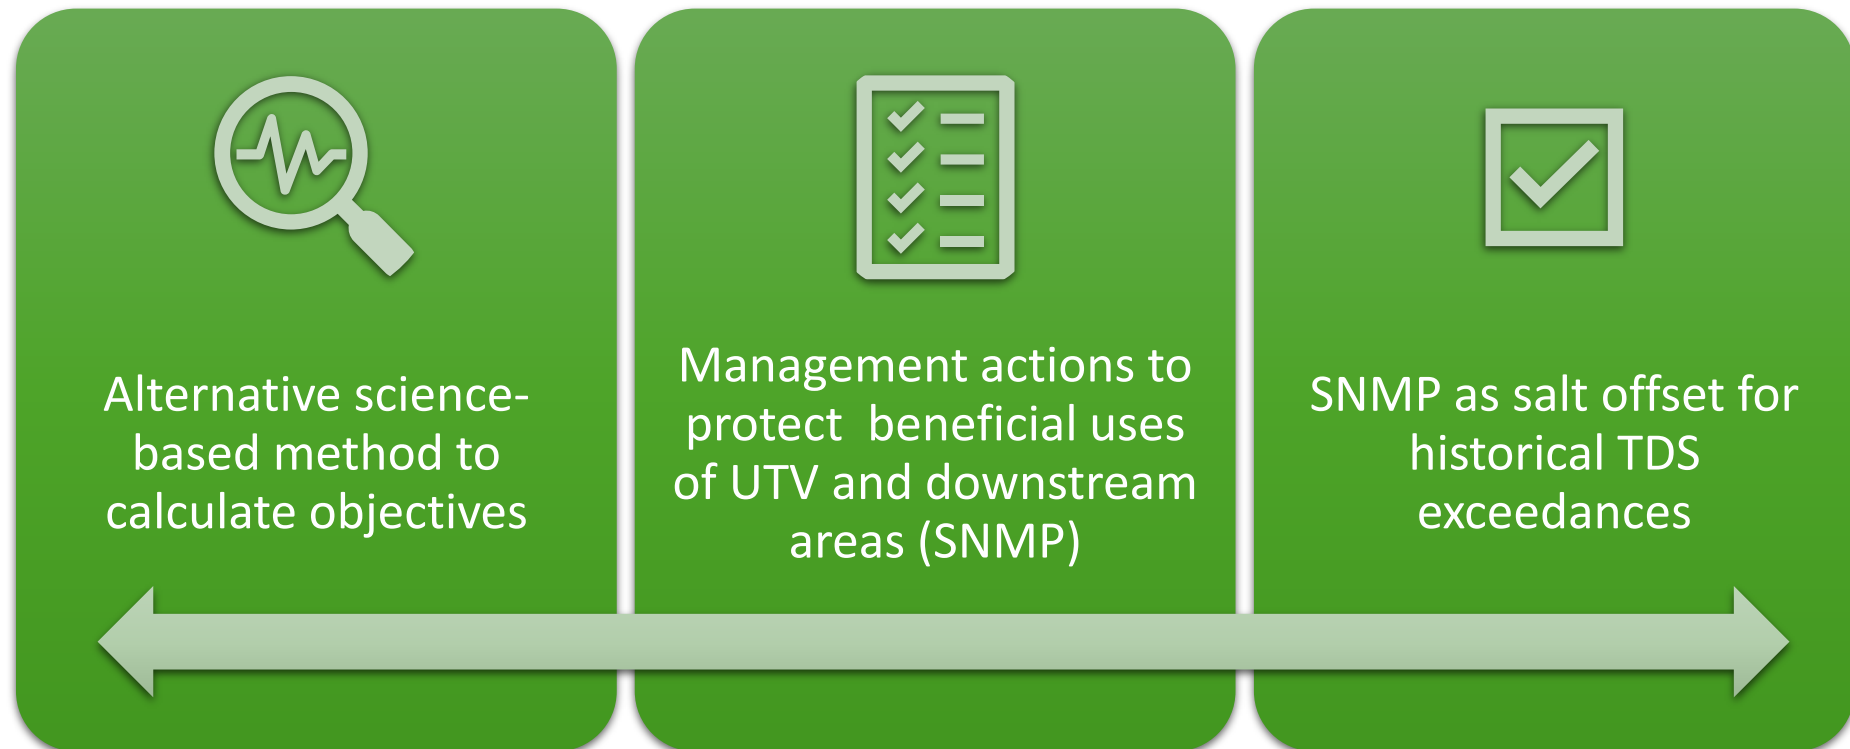 Alternative science-
based method to
calculate objectives
Management actions to
protect  beneficial uses
of UTV and downstream
areas (SNMP)
SNMP as salt offset for
historical TDS
exceedances